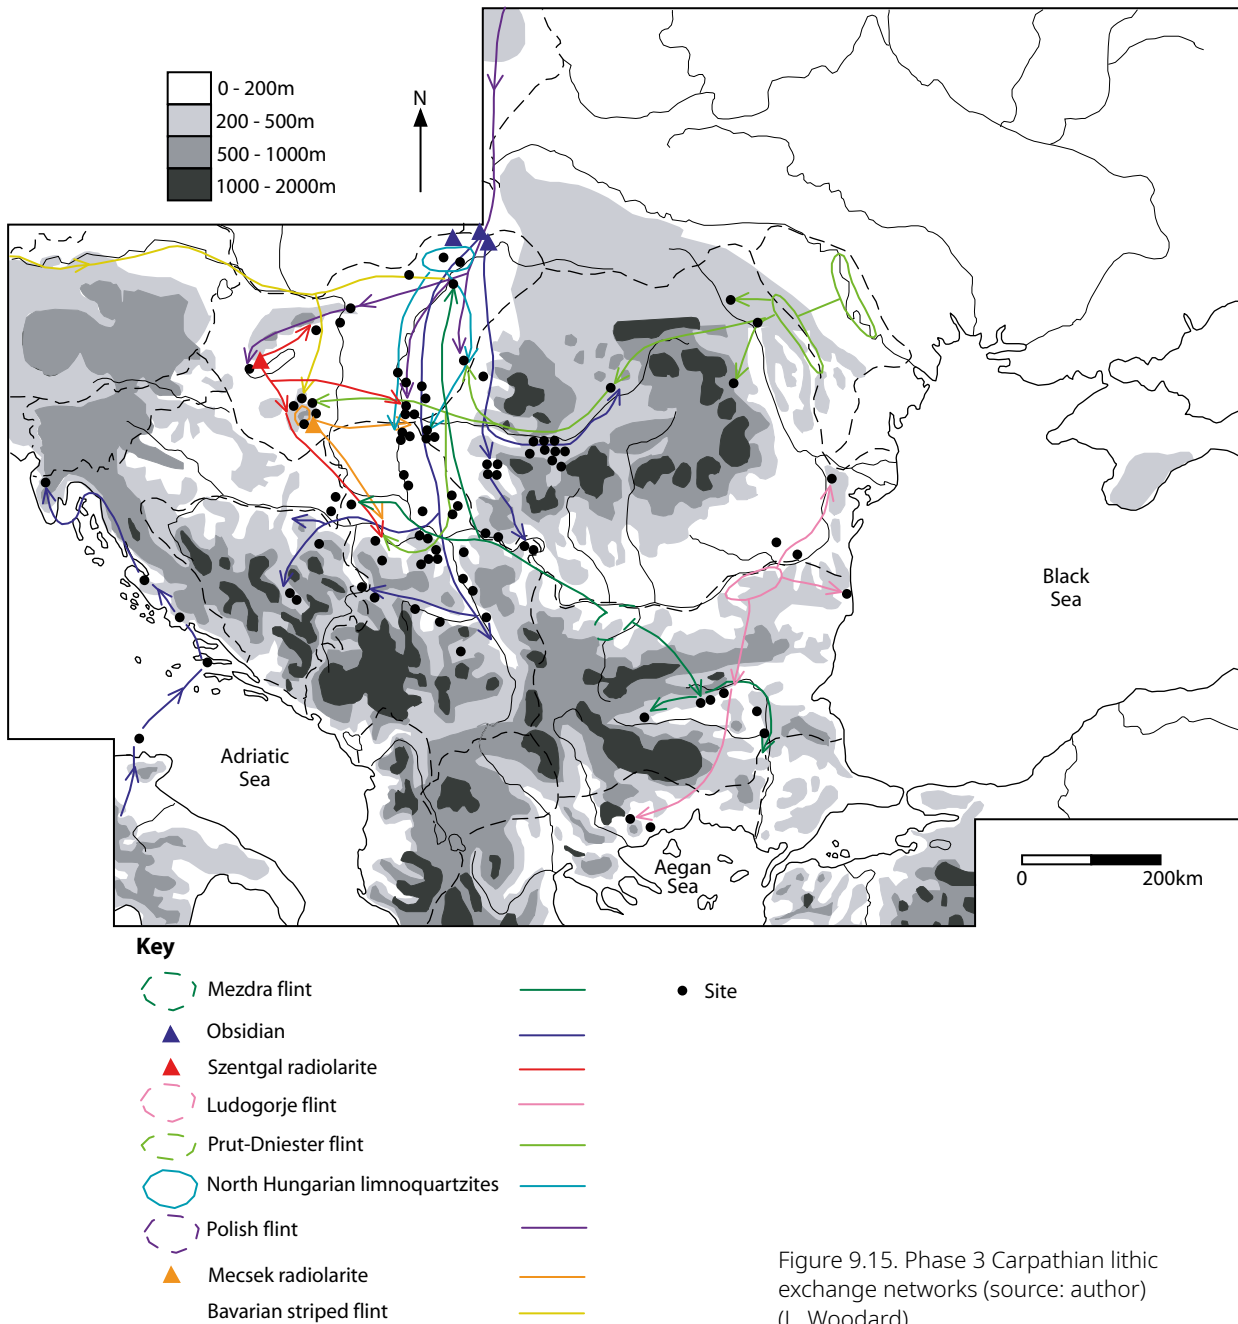 0 - 200m
200 - 500m
500 - 1000m
1000 - 2000m
N
Adriatic
Sea
Black
Sea
Aegan
Sea
0 200km
Key
Mezdra flint
Site
Obsidian
Szentgal radiolarite
Ludogorje flint
Prut-Dniester flint
North Hungarian limnoquartzites
Polish flint
Mecsek radiolarite
Bavarian striped flint
Figure 9.15. Phase 3 Carpathian lithic
exchange networks (source: author)
(L. Woodard)